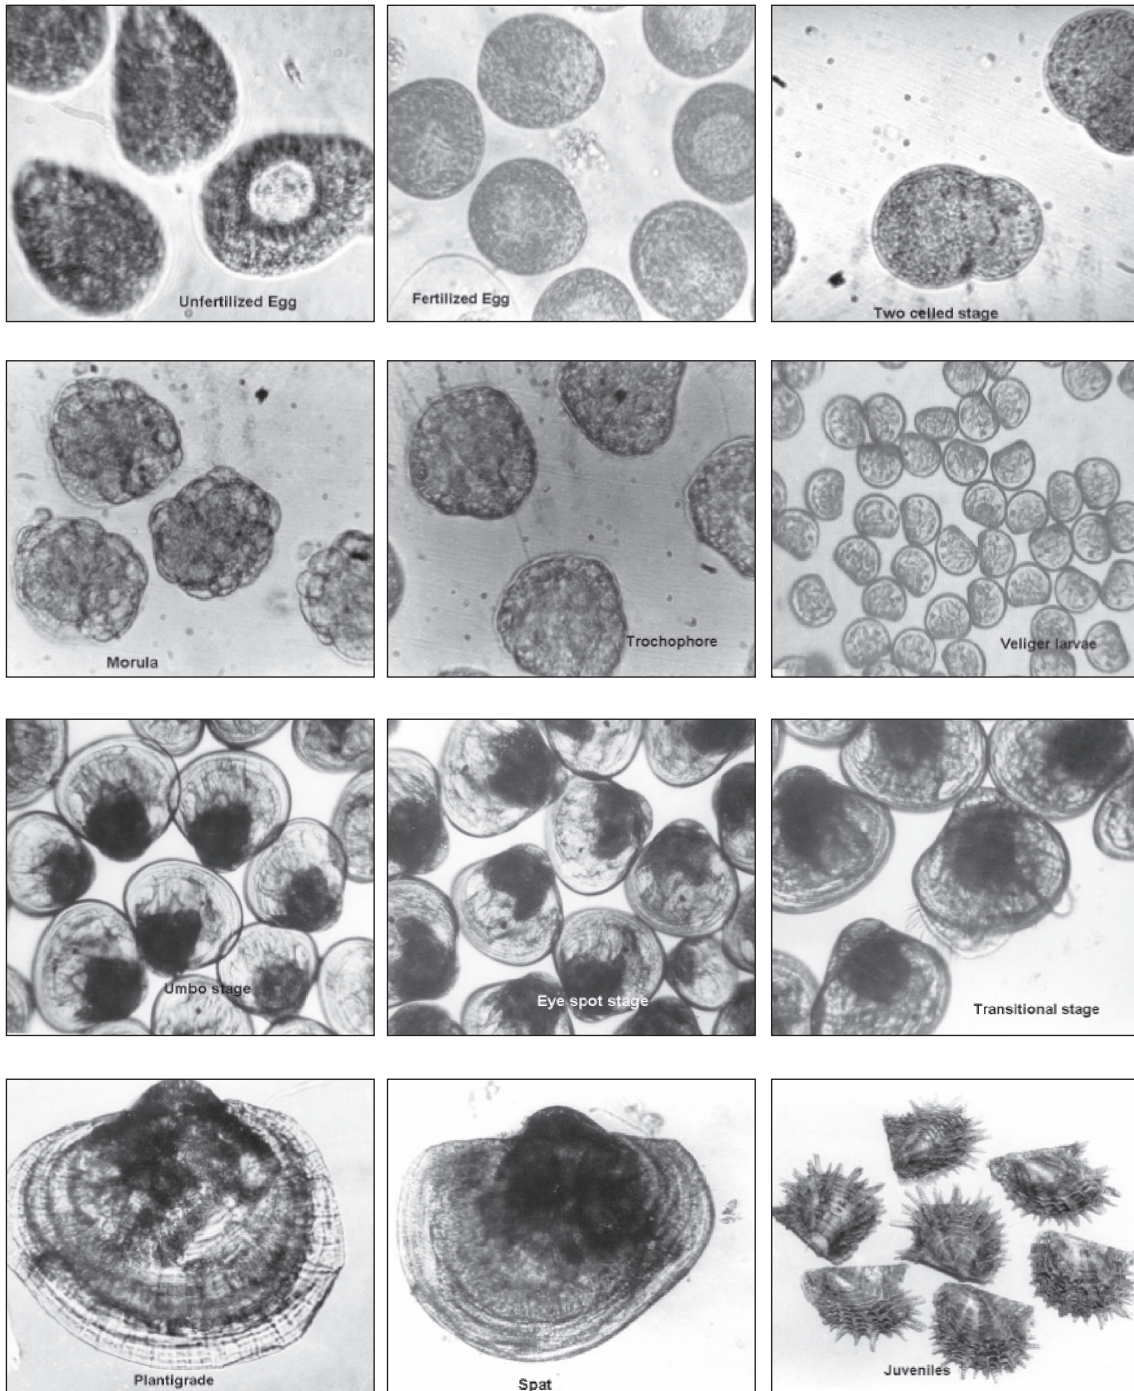 Unfertilized Egg
Fertilized Egg
Two celled stage
Morula
Trochophore
Veliger larvae
Umbo stage
Eye spot stage
Transitional stage
Plantigrade
Spat
Juveniles